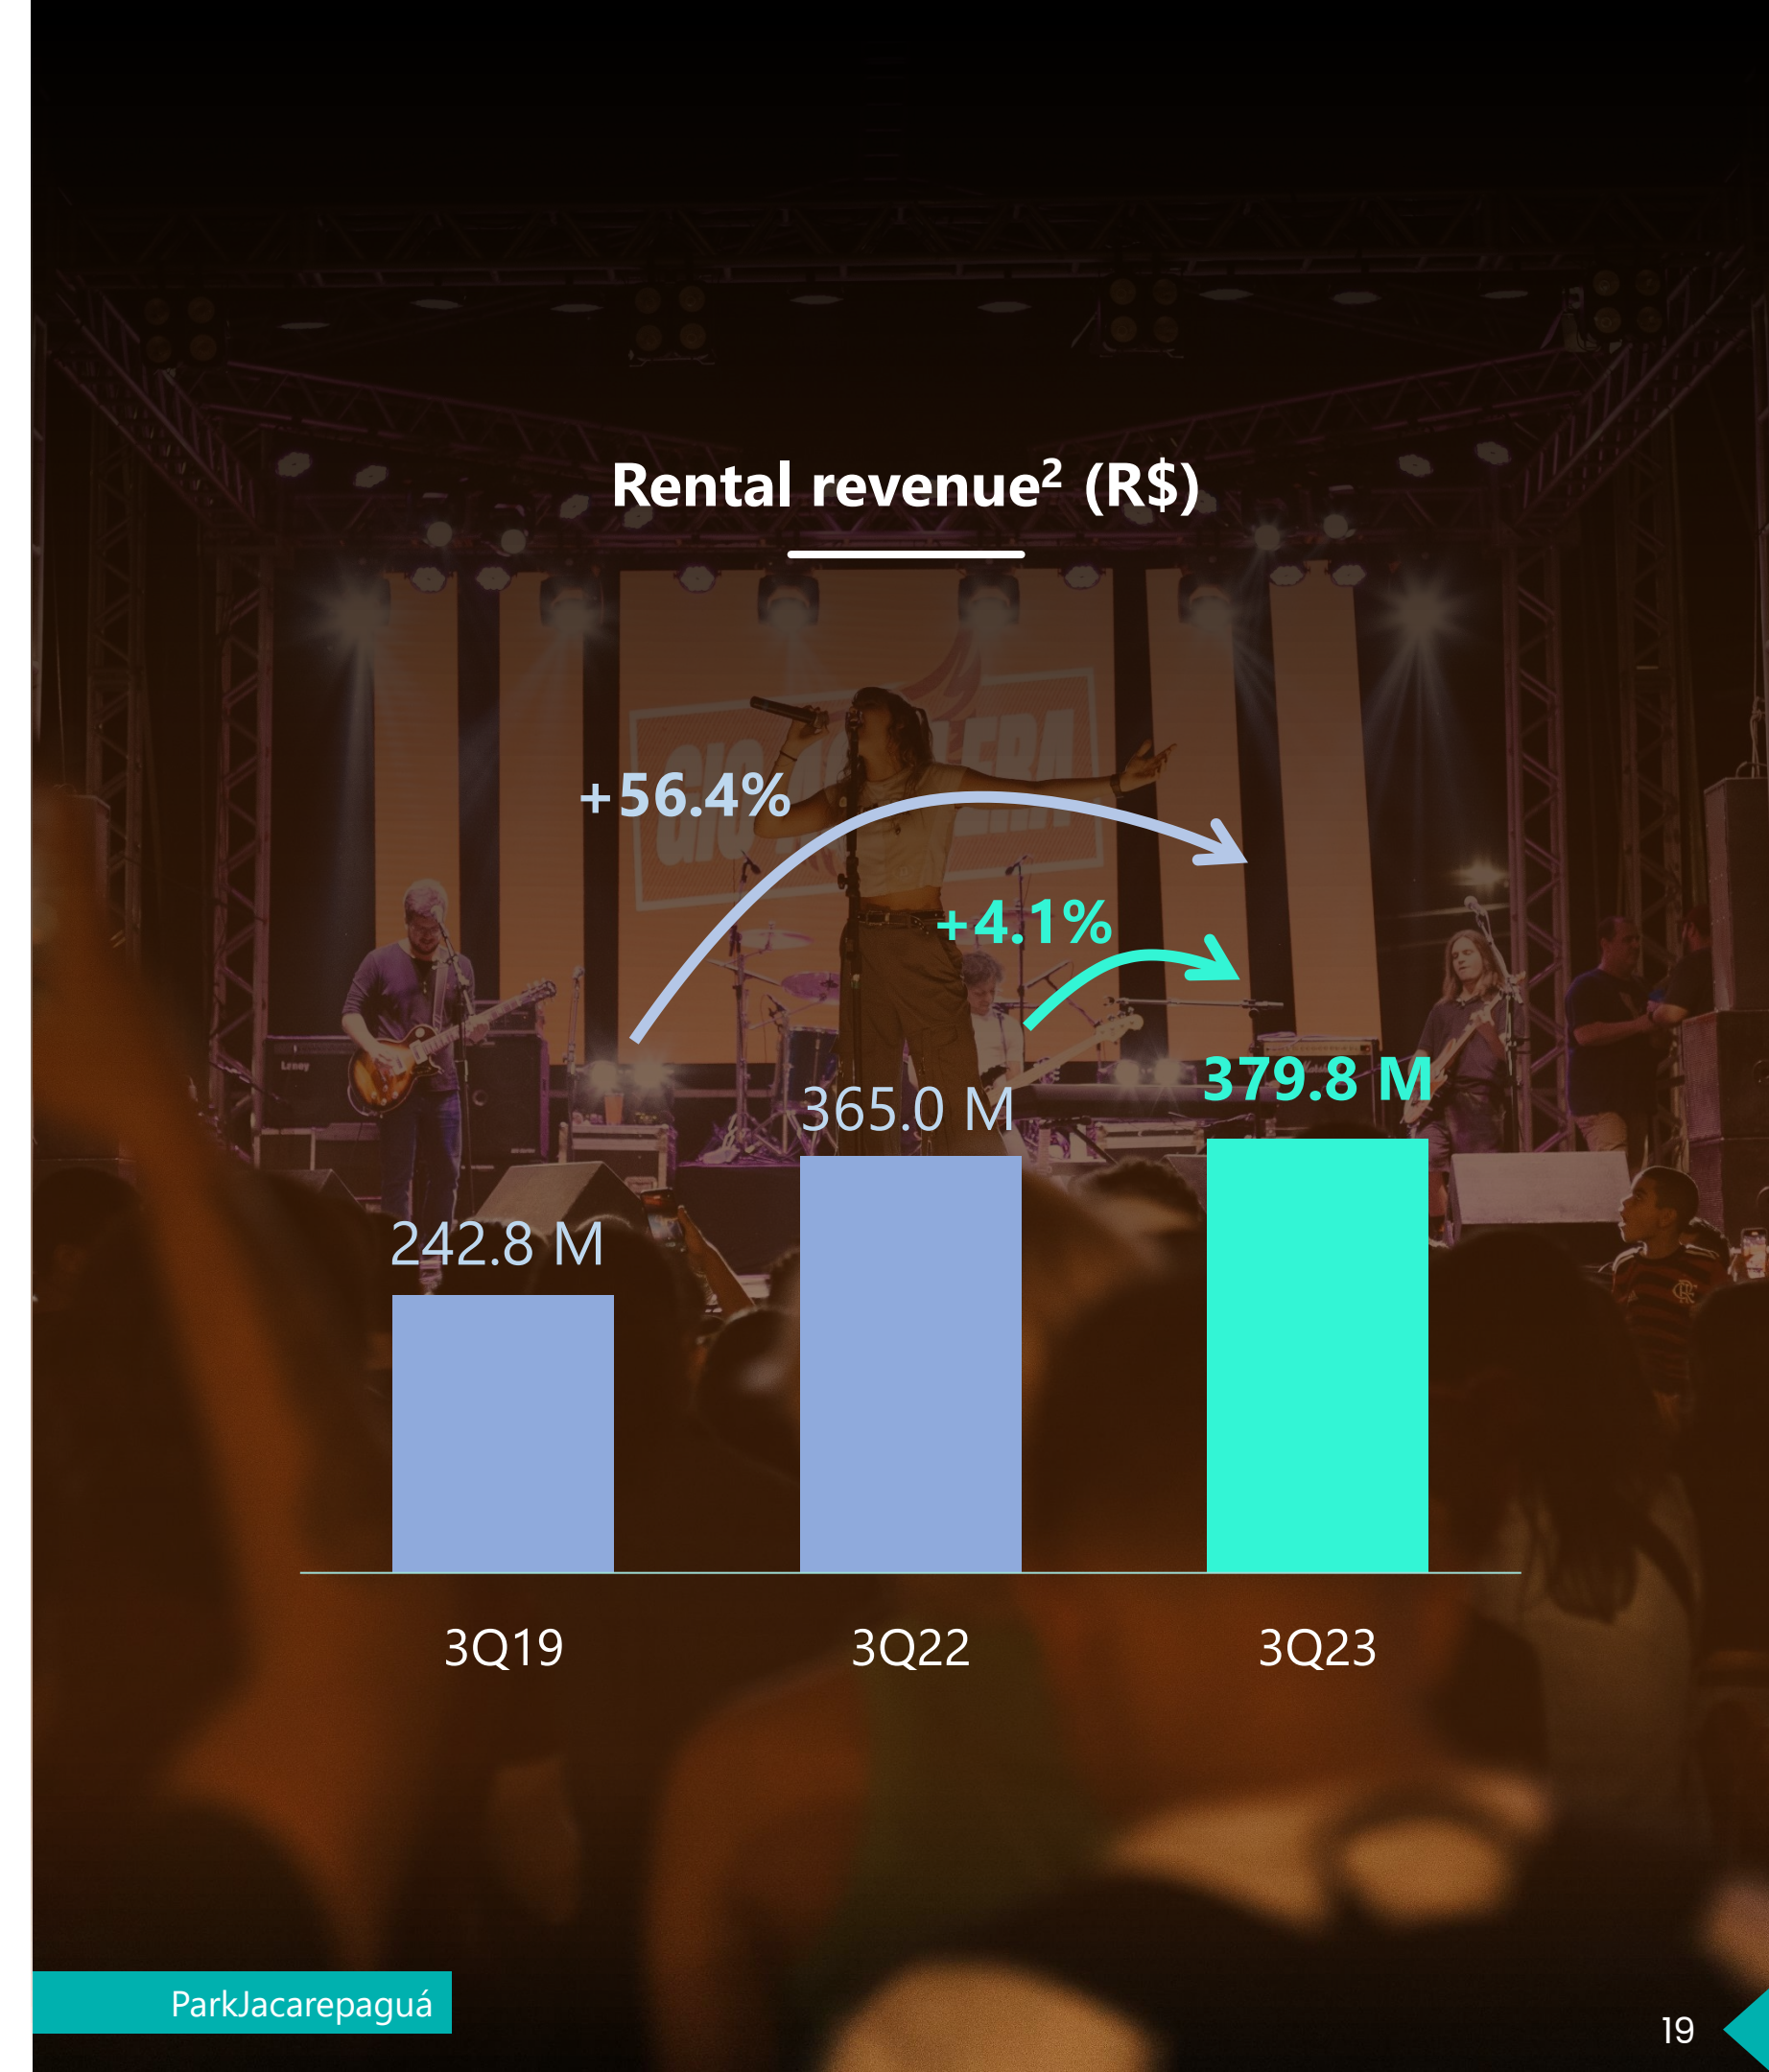 Rental revenue² (R$)
+56.4%
+4.1%
379.8 M
365.0 M
242.8 M
3Q19 3Q22 3Q23
ParkJacarepaguá
19